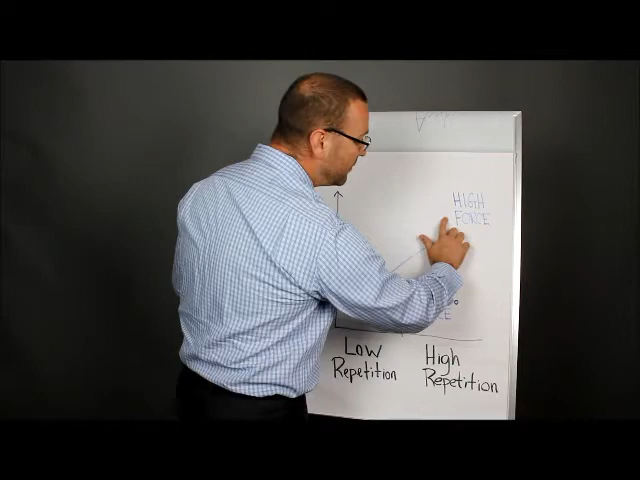 HIGH
FORCE
Low
Repetition
High
Repetition